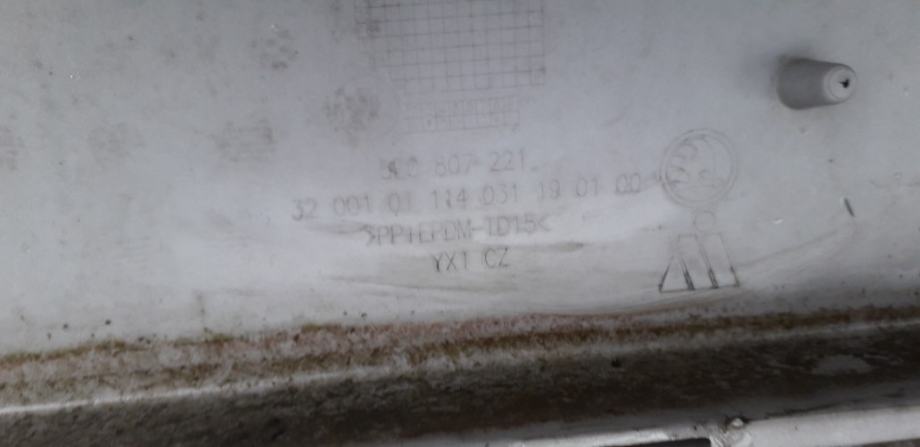 807 221
32 001 01 114 031 19 01 00
>PP+EPDM-TD15<
YX1 CZ